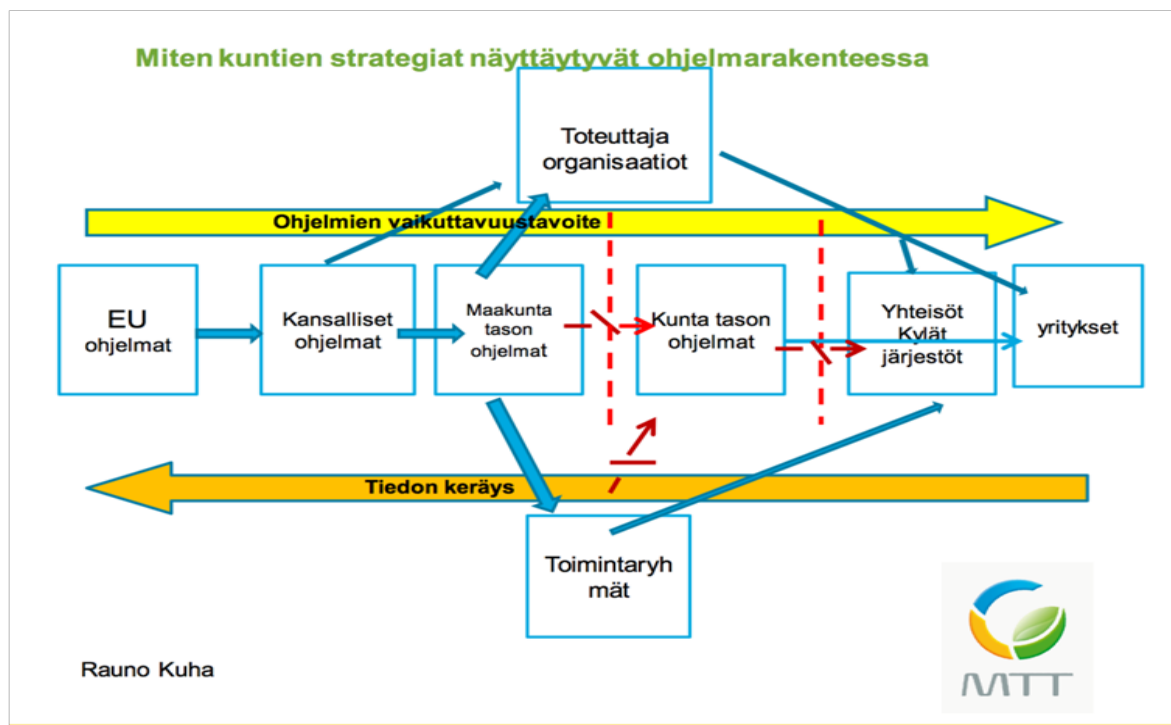 Miten kuntien strategiat näyttäytyvät ohjelmarakenteessa
Toteuttaja
organisaatiot
Ohjelmien vaikuttavuustavoite
EU
ohjelmat
Kansalliset
ohjelmat
Maakunta
tason
ohjelmat
Kunta tason
ohjelmat
Yhteisöt
Kylät
järjestöt
yritykset
Tiedon keräys
Toimintaryh
mät
Rauno Kuha
MTT